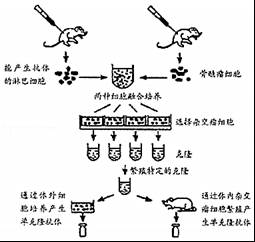 能产生抗体
的淋巴细胞
骨髓瘤细胞
两种细胞融合培养
选择杂交瘤细胞
克隆
繁殖特定的克隆
通过体外细
胞培养产生
单克隆抗体
通过体内杂交
瘤细胞繁殖产
生单克隆抗体